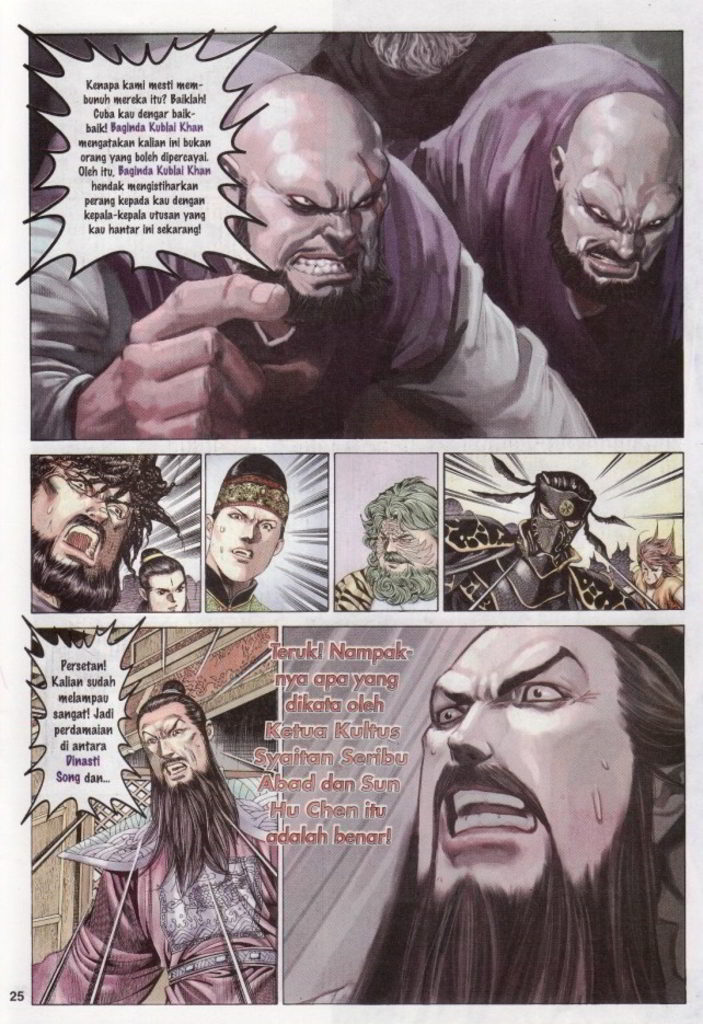 Kenapa kami mesti mem-
bunuh mereka itu? Baiklah!
Cuba kau dengar baik-
baik! Baginda Kublai Khan
mengatakan kalian ini bukan
orang yang boleh dipercayai.
Oleh itu, Baginda Kublai Khan
hendak mengistiharkan
perang kepada kau dengan
kepala-kepala utusan yang
kau hantar ini sekarang!
Persetan!
Kalian sudah
melampau
sangat! Jadi
perdamaian
di antara
Dinasti
Song dan...
Teruk! Nampak-
nya apa yang
dikata oleh
Ketua Kultus
Syaitan Seribu
Abad dan Sun
Hu Chen itu
adalah benar!
25